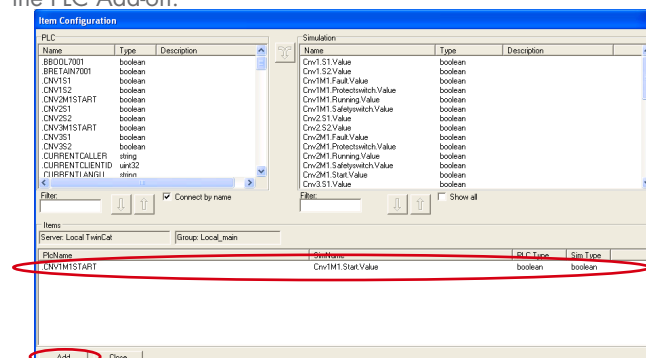 the PLC Add-on.
Item Configuration
PLC
Name Type Description
.BBOOL7001 boolean
.BRETAIN7001 boolean
.CNV1S1 boolean
.CNV1S2 boolean
.CNV2M1START boolean
.CNV2S1 boolean
.CNV2S2 boolean
.CNV3M1START boolean
.CNV3S1 boolean
.CNV3S2 boolean
.CURRENTCALLER string
.CURRENTCLIENTID uint32
.CURRENTLANGU string
Filter:
Connect by name
Simulation
Name Type Description
Cnv1.S1.Value boolean
Cnv1.S2.Value boolean
Cnv1M1.Fault.Value boolean
Cnv1M1.Protectswitch.Value boolean
Cnv1M1.Running.Value boolean
Cnv1M1.Safetyswitch.Value boolean
Cnv2.S1.Value boolean
Cnv2.S2.Value boolean
Cnv2M1.Fault.Value boolean
Cnv2M1.Protectswitch.Value boolean
Cnv2M1.Running.Value boolean
Cnv2M1.Safetyswitch.Value boolean
Cnv2M1.Start.Value boolean
Cnv3.S1.Value boolean
Filter:
Show all
Items
Server: Local TwinCat Group: Local_main
PlcName SimName PLC Type Sim Type
.CNV1M1START Cnv1M1.Start.Value boolean boolean
Add Close